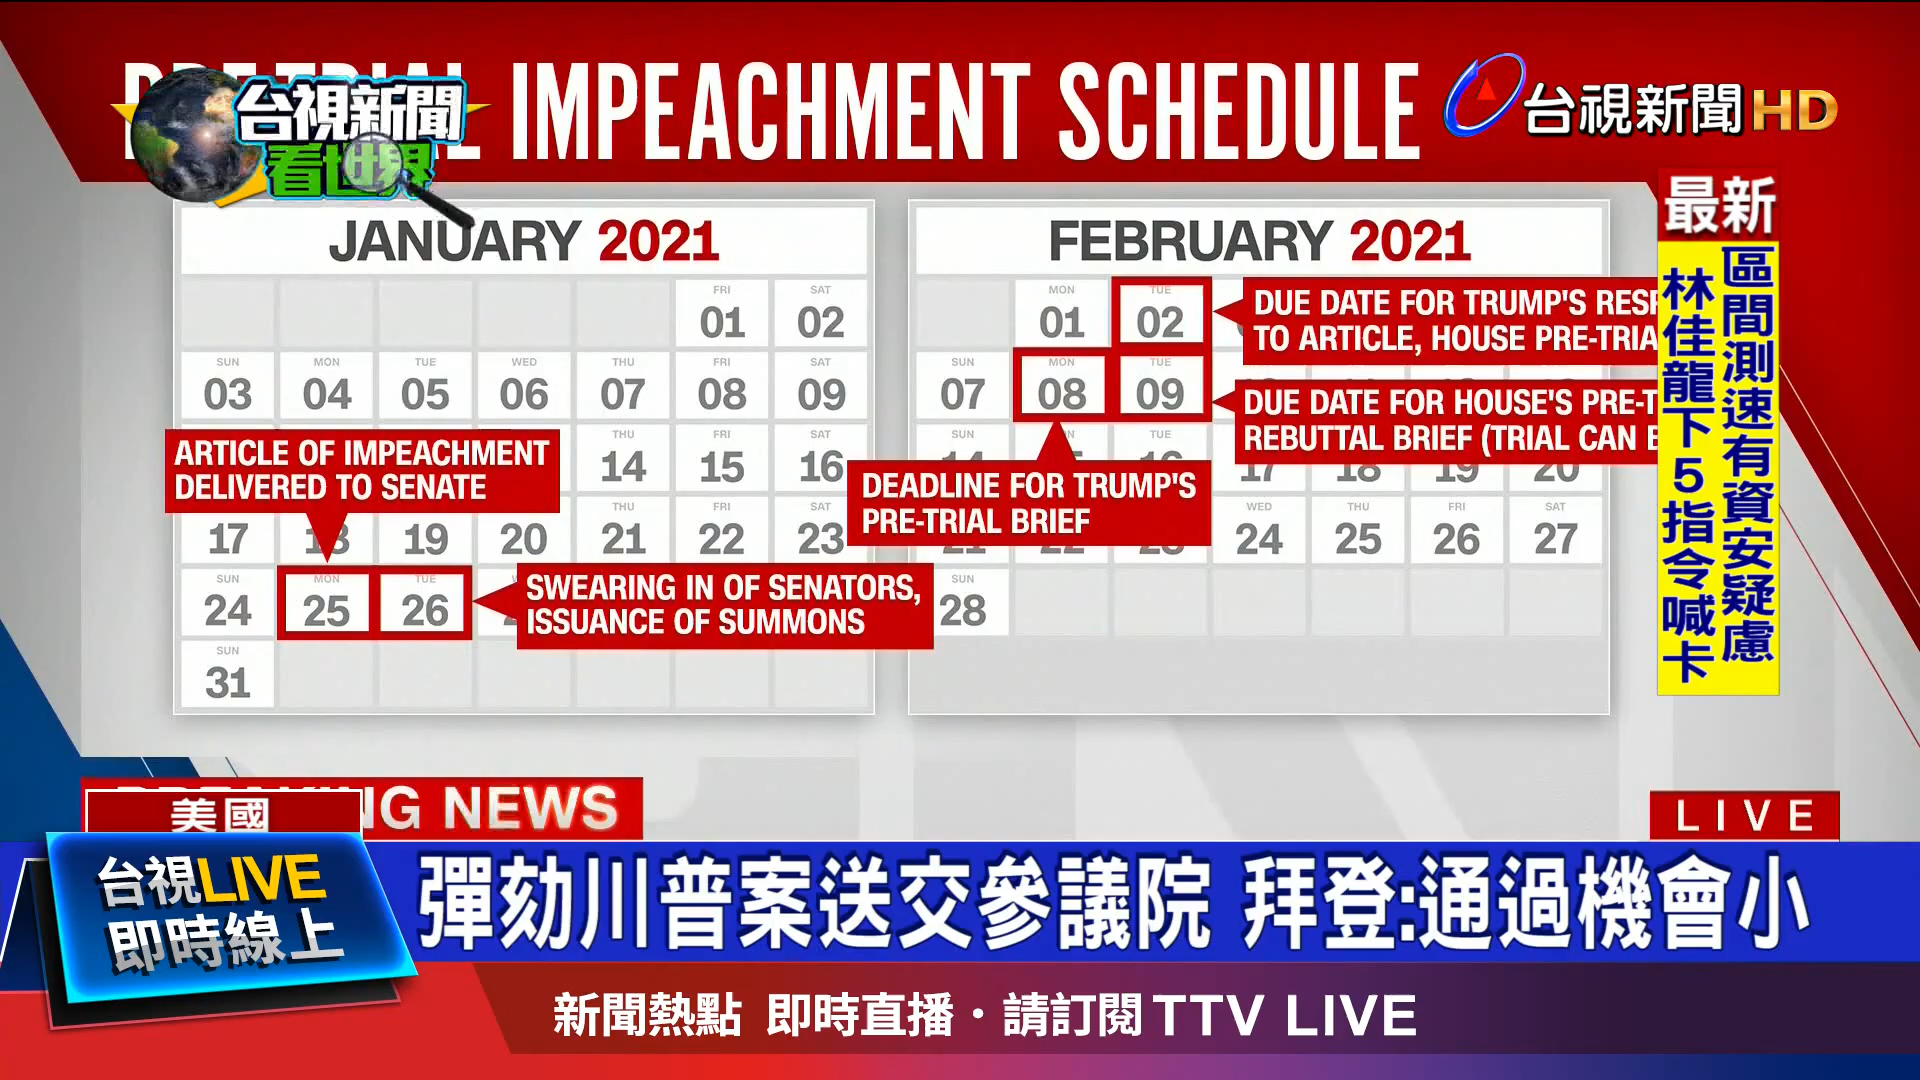 IMPEACHMENT SCHEDULE
台視新聞
看世界
台視新聞 HD
JANUARY 2021
FRI SAT
01 02
SUN MON TUE WED THU FRI SAT
03 04 05 06 07 08 09
ARTICLE OF IMPEACHMENT
DELIVERED TO SENATE
THU FRI SAT
14 15 16
THU FRI SAT
17 18 19 20 21 22 23
SUN MON TUE
24 25 26
SWEARING IN OF SENATORS,
ISSUANCE OF SUMMONS
SUN
31
FEBRUARY 2021
MON TUE
01 02
DUE DATE FOR TRUMP'S
TO ARTICLE, HOUSE
SUN MON TUE
07 08 09
DUE DATE FOR HOUSE'S
REBUTTAL BRIEF (TRIAL CAN
SUN TUE
17 18 19 20
DEADLINE FOR TRUMP'S
PRE-TRIAL BRIEF
WED THU FRI SAT
24 25 26 27
SUN
28
最新
區間測速有資安疑慮
林佳龍下5指令喊卡
NEWS
美國
LIVE
台視LIVE
即時線上
彈劾川普案送交參議院 拜登:通過機會小
新聞熱點 即時直播・請訂閱TTV LIVE